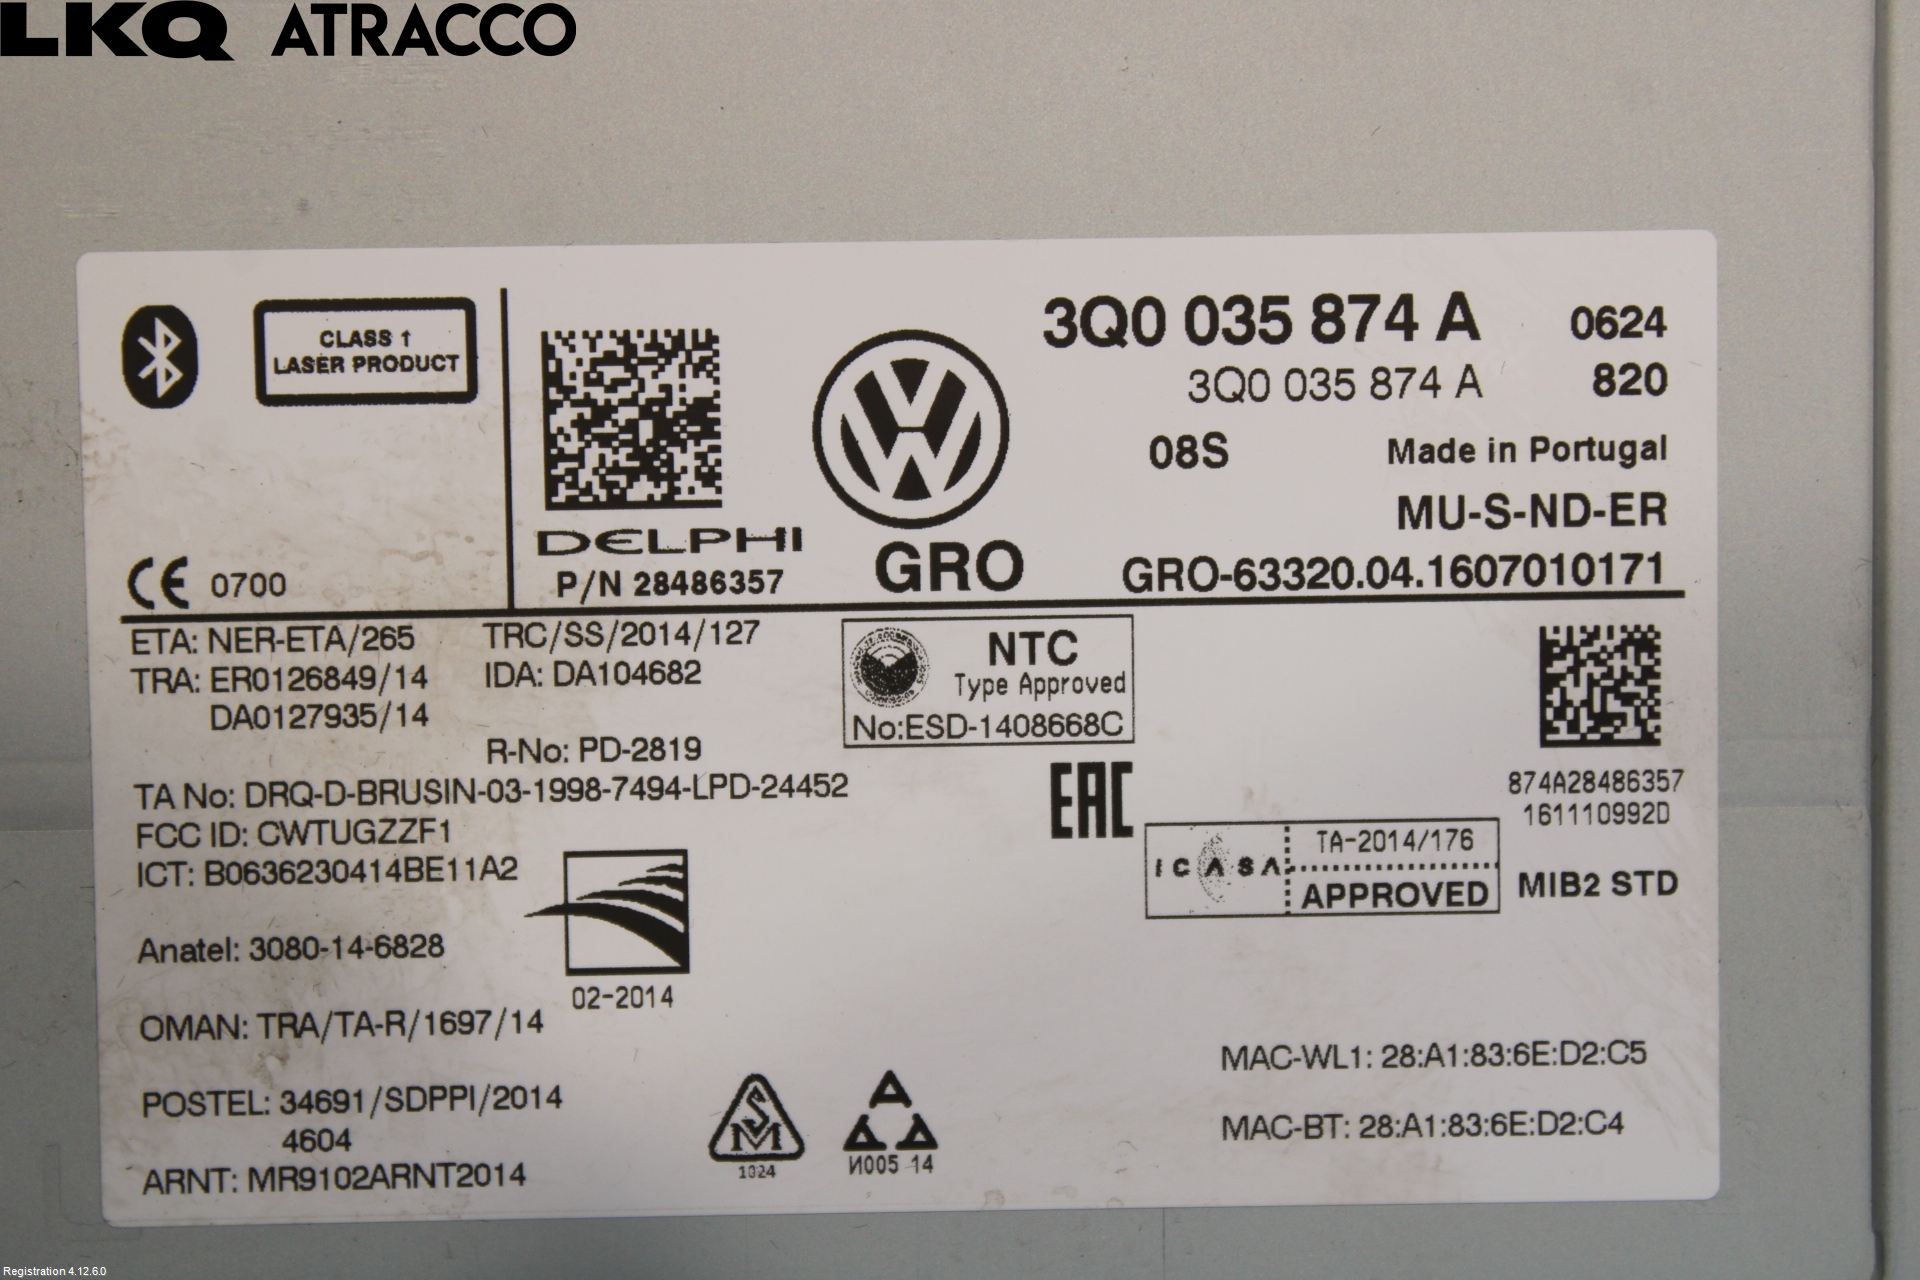 LKQ ATRACCO
CLASS 1
LASER PRODUCT
DELPHI
P/N 28486357
GRO
3Q0 035 874 A 0624
3Q0 035 874 A 820
08S Made in Portugal
MU-S-ND-ER
GRO-63320.04.1607010171
CE 0700
ETA: NER-ETA/265 TRC/SS/2014/127
TRA: ER0126849/14 IDA: DA104682
DA0127935/14
R-No: PD-2819
NTC
Type Approved
No:ESD-1408668C
TA No: DRQ-D-BRUSIN-03-1998-7494-LPD-24452
FCC ID: CWTUGZZF1
ICT: B0636230414BE11A2
EAC
874A28486357
161110992D
ICASA TA-2014/176
APPROVED
MIB2 STD
Anatel: 3080-14-6828
02-2014
OMAN: TRA/TA-R/1697/14
POSTEL: 34691/SDPPI/2014
4604
ARNT: MR9102ARNT2014
SM
1024
И005 14
MAC-WL1: 28:A1:83:6E:D2:C5
MAC-BT: 28:A1:83:6E:D2:C4
Registration 4.12.6.0